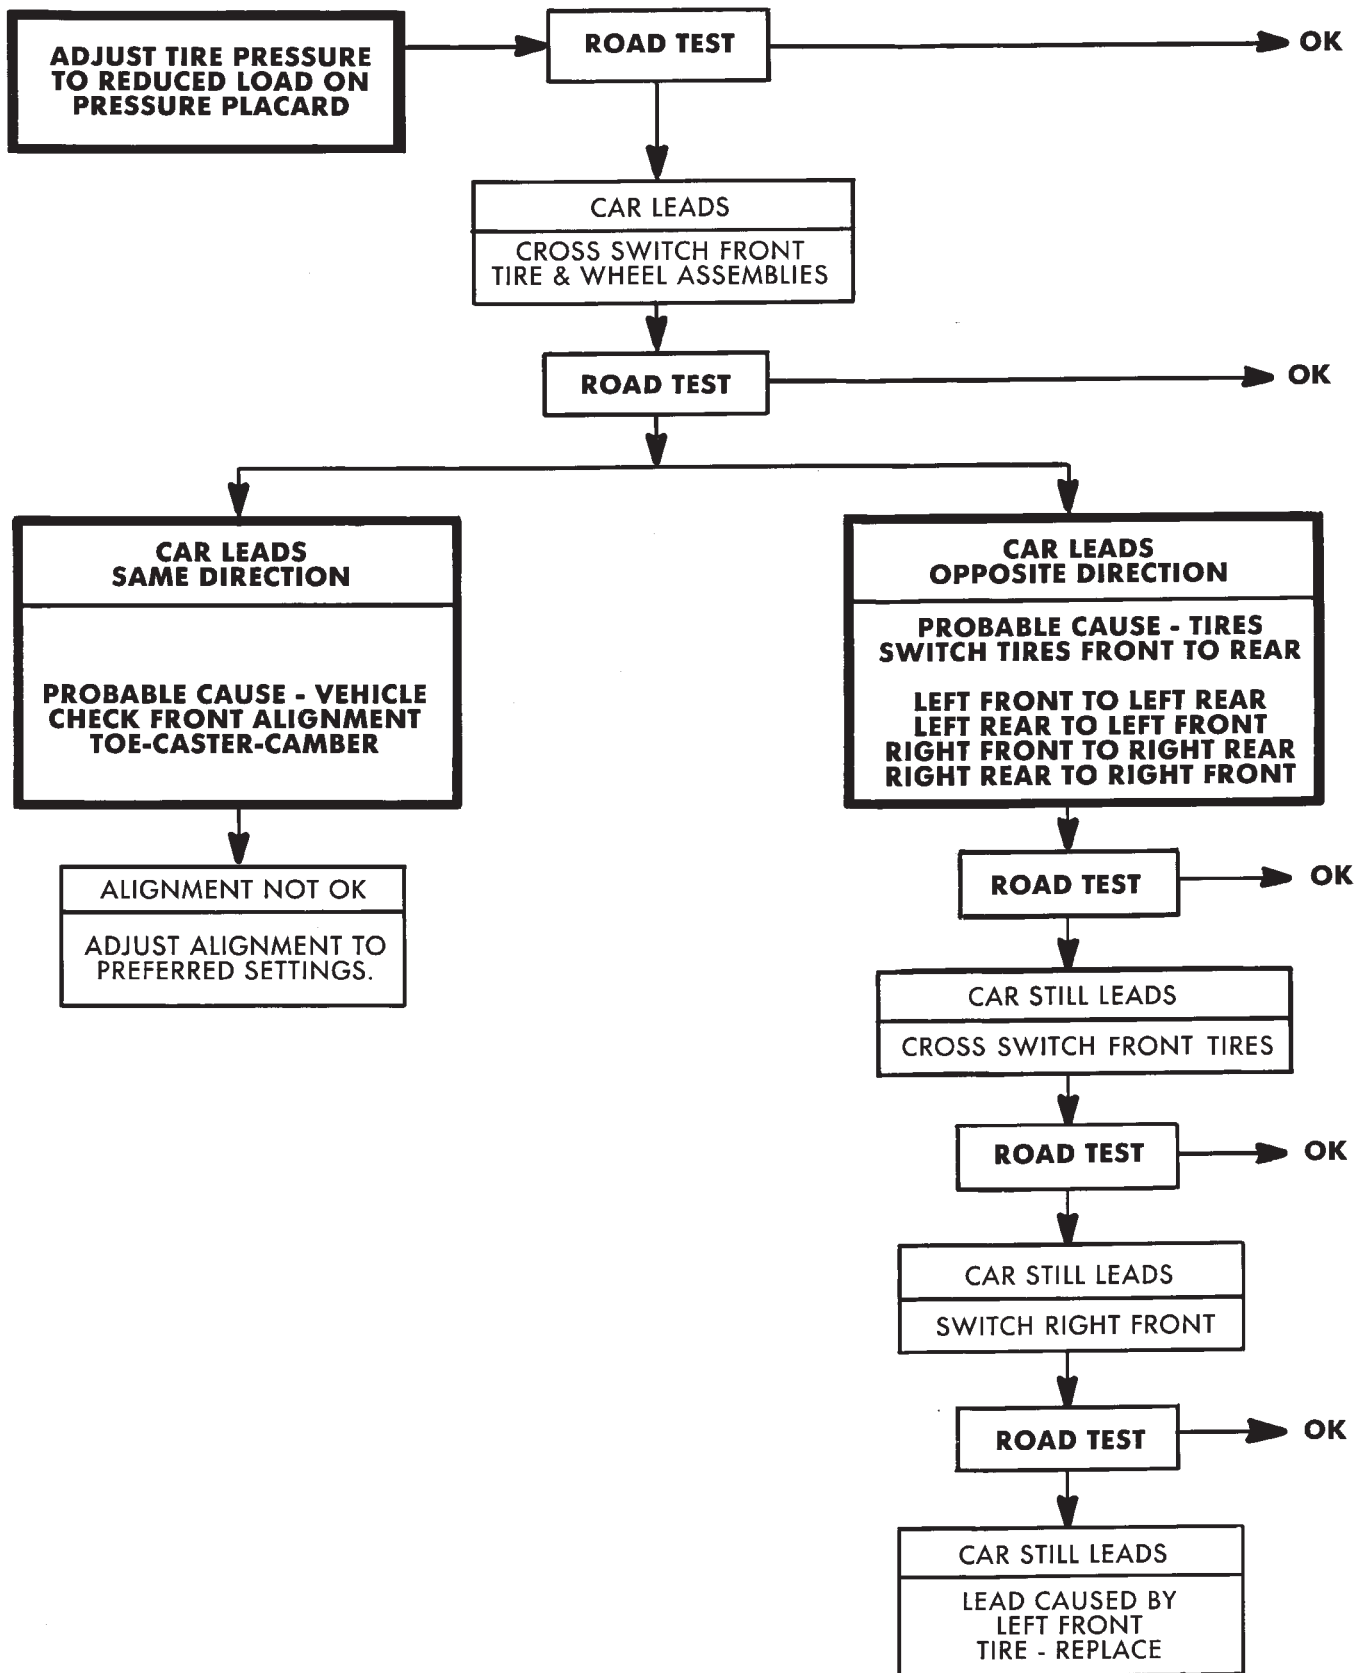 ADJUST TIRE PRESSURE
TO REDUCED LOAD ON
PRESSURE PLACARD
ROAD TEST
OK
CAR LEADS
CROSS SWITCH FRONT
TIRE & WHEEL ASSEMBLIES
ROAD TEST
OK
CAR LEADS
SAME DIRECTION
PROBABLE CAUSE - VEHICLE
CHECK FRONT ALIGNMENT
TOE-CASTER-CAMBER
ALIGNMENT NOT OK
ADJUST ALIGNMENT TO
PREFERRED SETTINGS.
CAR LEADS
OPPOSITE DIRECTION
PROBABLE CAUSE - TIRES
SWITCH TIRES FRONT TO REAR
LEFT FRONT TO LEFT REAR
LEFT REAR TO LEFT FRONT
RIGHT FRONT TO RIGHT REAR
RIGHT REAR TO RIGHT FRONT
ROAD TEST
OK
CAR STILL LEADS
CROSS SWITCH FRONT TIRES
ROAD TEST
OK
CAR STILL LEADS
SWITCH RIGHT FRONT
ROAD TEST
OK
CAR STILL LEADS
LEAD CAUSED BY
LEFT FRONT
TIRE - REPLACE